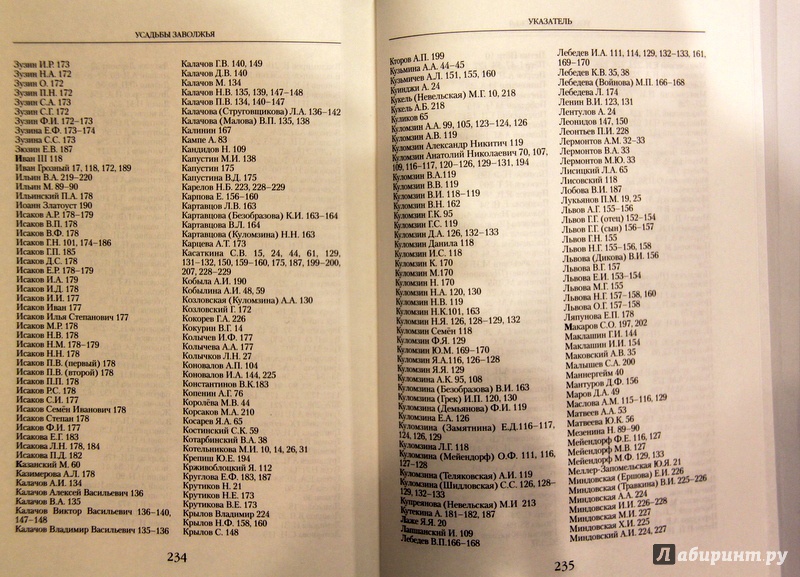 УСАДЬБЫ ЗАВОЛЖЬЯ
Зузин И.Р. 173
Зузин Н.А. 172
Зузин О. 172
Зузин П.Н. 172
Зузин С.А. 173
Зузин С.Г. 172
Зузин Ф.И. 172–173
Зузина Е.Ф. 173–174
Зузина С.С. 173
Зюзин Е.В. 187
Иван III 118
Иван Грозный 17, 118, 172, 189
Ильин В.А. 219–220
Ильин М. 89–90
Ильинский П.А. 178
Иоанн Златоуст 190
Исаков А.Р. 178–179
Исаков В.П. 178
Исаков В.Ф. 178
Исаков Г.Н. 101, 174–186
Исаков Г.П. 185
Исаков Д.С. 178
Исаков Е.Р. 178–179
Исаков И.А. 179
Исаков И.Д. 178
Исаков И.И. 177
Исаков Иван 177
Исаков Илья Степанович 177
Исаков М.Р. 178
Исаков Н.В. 178
Исаков Н.М. 178–179
Исаков Н.Н. 178
Исаков П.В. (первый) 178
Исаков П.В. (второй) 178
Исаков П.П. 178
Исаков Р.С. 178
Исаков С.И. 177
Исаков Семён Иванович 178
Исаков Степан 178
Исаков Ф.И. 177
Исакова Е.Г. 183
Исакова Л.Н. 178, 184
Исакова П.Д. 182
Казанский М. 60
Казимерова А.Л. 178
Калачов А.И. 134
Калачов Алексей Васильевич 136
Калачов В.А. 135
Калачов Виктор Васильевич 136–140,
147–148
Калачов Владимир Васильевич 135–136
Калачов Г.В. 140, 149
Калачов Д.В. 140
Калачов М. 134
Калачов Н.В. 135, 139, 147–148
Калачов П.В. 134, 140–147
Калачова (Струговщикова) Л.А. 136–142
Калачова (Малова) В.П. 135, 138
Калинин 167
Кампе А. 83
Кандидов Н. 109
Капустин М.И. 138
Капустин 175
Капустина В.Д. 175
Карелов Н.Б. 223, 228–229
Карпова Е. 156–160
Картавцов Л.В. 163
Картавцова (Безобразова) К.И. 163–164
Картавцова В.Л. 164
Картавцова (Куломзина) Н.Н. 163
Карцева А.Т. 173
Касаткина С.В. 15, 24, 44, 61, 129,
131–132, 150, 159–160, 175, 187, 199–200,
207, 228–229
Кобыла А.И. 190
Кобылина А.И. 48, 59
Козловская (Куломзина) А.А. 130
Козловский Г. 172
Кокорев Г.А. 226
Кокурин В.Г. 14
Колычев И.Ф. 177
Колычева А.А. 177
Колычков Л.Н. 27
Коновалов А.П. 104
Коновалов И.А. 144, 225
Константинов В.К.183
Копенин А.Г. 76
Королёва М.В. 44
Корсаков М.А. 210
Косарев Я.А. 65
Костинский С.К. 59
Котарбинский В.А. 38
Котельникова М.И. 10, 14, 26, 31
Крепиш Ю.Е. 194
Крживоблоцкий Я. 112
Круглова Е.Ф. 183, 187
Крутиков Н. 21
Крутиков Н.Е. 173
Крутикова В.Е. 173
Крылов Владимир 224
Крылов Н.Ф. 158, 160
Крылов С. 148
234
УКАЗАТЕЛЬ
Кторов А.П. 199
Кузьмина А.А. 44–45
Кузьмичев А.Л. 151, 155, 160
Куинджи А. 24
Кукель (Невельская) М.Г. 10, 218
Кукель А.Б. 218
Куликов 65
Куломзин А.А. 99, 105, 123–124, 126
Куломзин А.В. 119
Куломзин Александр Никитич 119
Куломзин Анатолий Николаевич 70, 107,
109, 116–117, 120–126, 129–131, 194
Куломзин В.А.119
Куломзин В.В. 119
Куломзин В.И. 118–119
Куломзин В.Н. 162
Куломзин Г.К. 95
Куломзин Г.С. 119
Куломзин Д.А. 126, 132–133
Куломзин Данила 118
Куломзин И.С. 118
Куломзин К. 170
Куломзин М.170
Куломзин Н. 170
Куломзин Н.А. 120, 130
Куломзин Н.В. 119
Куломзин Н.К.101, 163
Куломзин Н.Я. 126, 128–129, 132
Куломзин Семён 118
Куломзин Ф.Я. 129
Куломзин Ю.М. 169–170
Куломзин Я.А.116, 126–128
Куломзин Я.Я. 129
Куломзина А.К. 95, 108
Куломзина (Безобразова) В.И. 163
Куломзина (Грек) И.П. 120, 130
Куломзина (Демьянова) Ф.И. 119
Куломзина Е.А. 126
Куломзина (Замятнина) Е.Д.116–117,
124, 126, 129
Куломзина Л.Г. 118
Куломзина (Мейендорф) О.Ф. 111, 116,
127–128
Куломзина (Теляковская) А.И. 119
Куломзина (Шидловская) С.С. 126, 128–
129, 132–133
Купреянова (Невельская) М.И 213
Кутекина А. 181–182, 187
Лаже Я.Я. 20
Лапшанский И. 109
Лебедев В.П.166–168
Лебедев И.А. 111, 114, 129, 132–133, 161,
169–170
Лебедев К.В. 35, 38
Лебедева (Войнова) М.П. 166–168
Лебедева Л. 174
Ленин В.И. 123, 131
Лентулов А. 24
Леонидов 147, 150
Леонтьев П.И. 228
Лермонтов А.М. 32–33
Лермонтов В.А. 33
Лермонтов М.Ю. 33
Лисицкий Л.А. 65
Лисовский 118
Лобова В.И. 187
Лукьянов П.М. 19, 25
Львов А.Г. 155–156
Львов Г.Г. (отец) 152–154
Львов Г.Г. (сын) 156–157
Львов Г.Н. 155
Львов Н.Г. 155–156, 158
Львова (Дикова) В.И. 156
Львова В.Г. 157
Львова Е.И. 153–154
Львова М.Г. 155
Львова Н.Г. 157–158, 160
Львова О.Г. 157–158
Ляпунова Е.П. 178
Макаров С.О. 197, 202
Маклашин Г.И. 144
Маклашин И.И. 154
Маковский А.В. 35
Малышев С.А. 200
Маннергейм 40
Мантуров Д.Ф. 156
Маров Д.А. 49
Маслова А.М. 115–116, 129
Матвеев А.А. 53
Матвеева Ю.К. 56
Мезенина Н. 89–90
Мейендорф Ф.Е. 116, 127
Мейендорф М.В. 127
Мейендорф М.Ф. 129, 133
Меллер-Запомельская Ю.Я. 21
Миндовская (Ершова) Е.И. 226
Миндовская (Травкина) В.И. 225–226
Миндовская А.А. 224
Миндовская И.И. 226–228
Миндовская М.И. 227
Миндовская Х.И. 225
Миндовский А.И. 224, 227
235
Лабиринт.ру